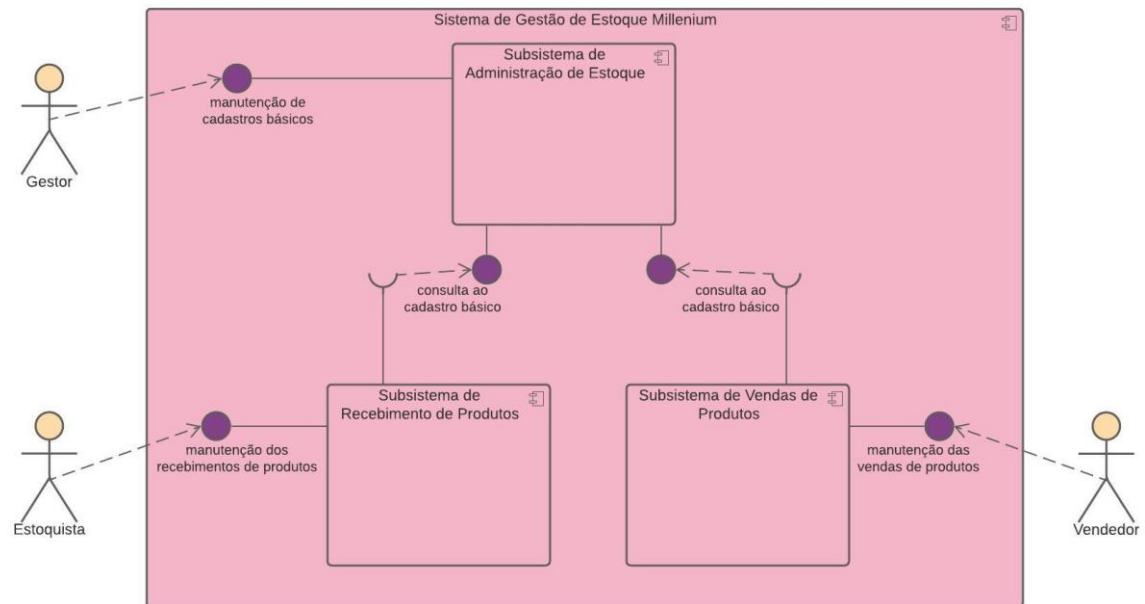 Sistema de Gestão de Estoque Millenium
Subsistema de
Administração de Estoque
manutenção de
cadastros básicos
Gestor
consulta ao
cadastro básico
consulta ao
cadastro básico
Subsistema de
Recebimento de Produtos
Subsistema de Vendas de
Produtos
manutenção dos
recebimentos de produtos
manutenção das
vendas de produtos
Estoquista
Vendedor